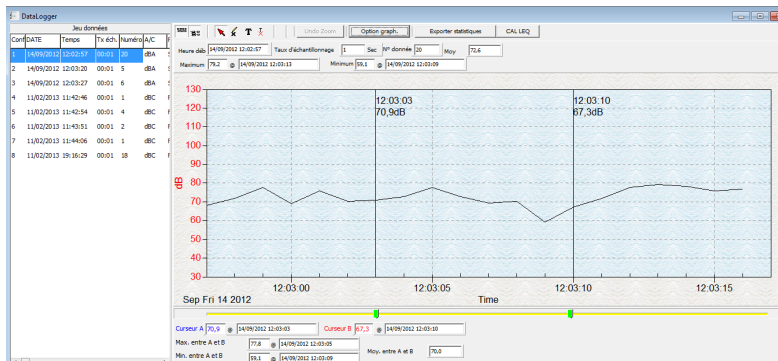 DataLogger
Jeu données
Conf DATE Temps Tx éch. Numéro A/C
1 14/09/2012 12:02:57 00:01 20 dBA
2 14/09/2012 12:03:20 00:01 5 dBA
3 14/09/2012 12:03:27 00:01 6 dBA
4 11/02/2013 11:42:46 00:01 1 dBC
5 11/02/2013 11:42:54 00:01 4 dBC
6 11/02/2013 11:43:51 00:01 2 dBC
7 11/02/2013 11:44:06 00:01 1 dBC
8 11/02/2013 19:16:29 00:01 18 dBC
T Undo Zoom Option graph. Exporter statistiques CAL LEQ
Heure déb 14/09/2012 12:02:57 Taux d'échantillonnage 1 Sec N° donnée 20 Moy 72,6
Maximum 79,2 @ 14/09/2012 12:03:13 Minimum 59,1 @ 14/09/2012 12:03:09
130
120
110
100
90
80
70
60
50
40
30
dB
12:03:03
70,9dB
12:03:10
67,3dB
12:03:00 12:03:05 12:03:10 12:03:15
Sep Fri 14 2012 Time
Curseur A 70,9 @ 14/09/2012 12:03:03 Curseur B 67,3 @ 14/09/2012 12:03:10
Max. entre A et B 77,8 @ 14/09/2012 12:03:05
Moy. entre A et B 70,0
Min. entre A et B 59,1 @ 14/09/2012 12:03:09